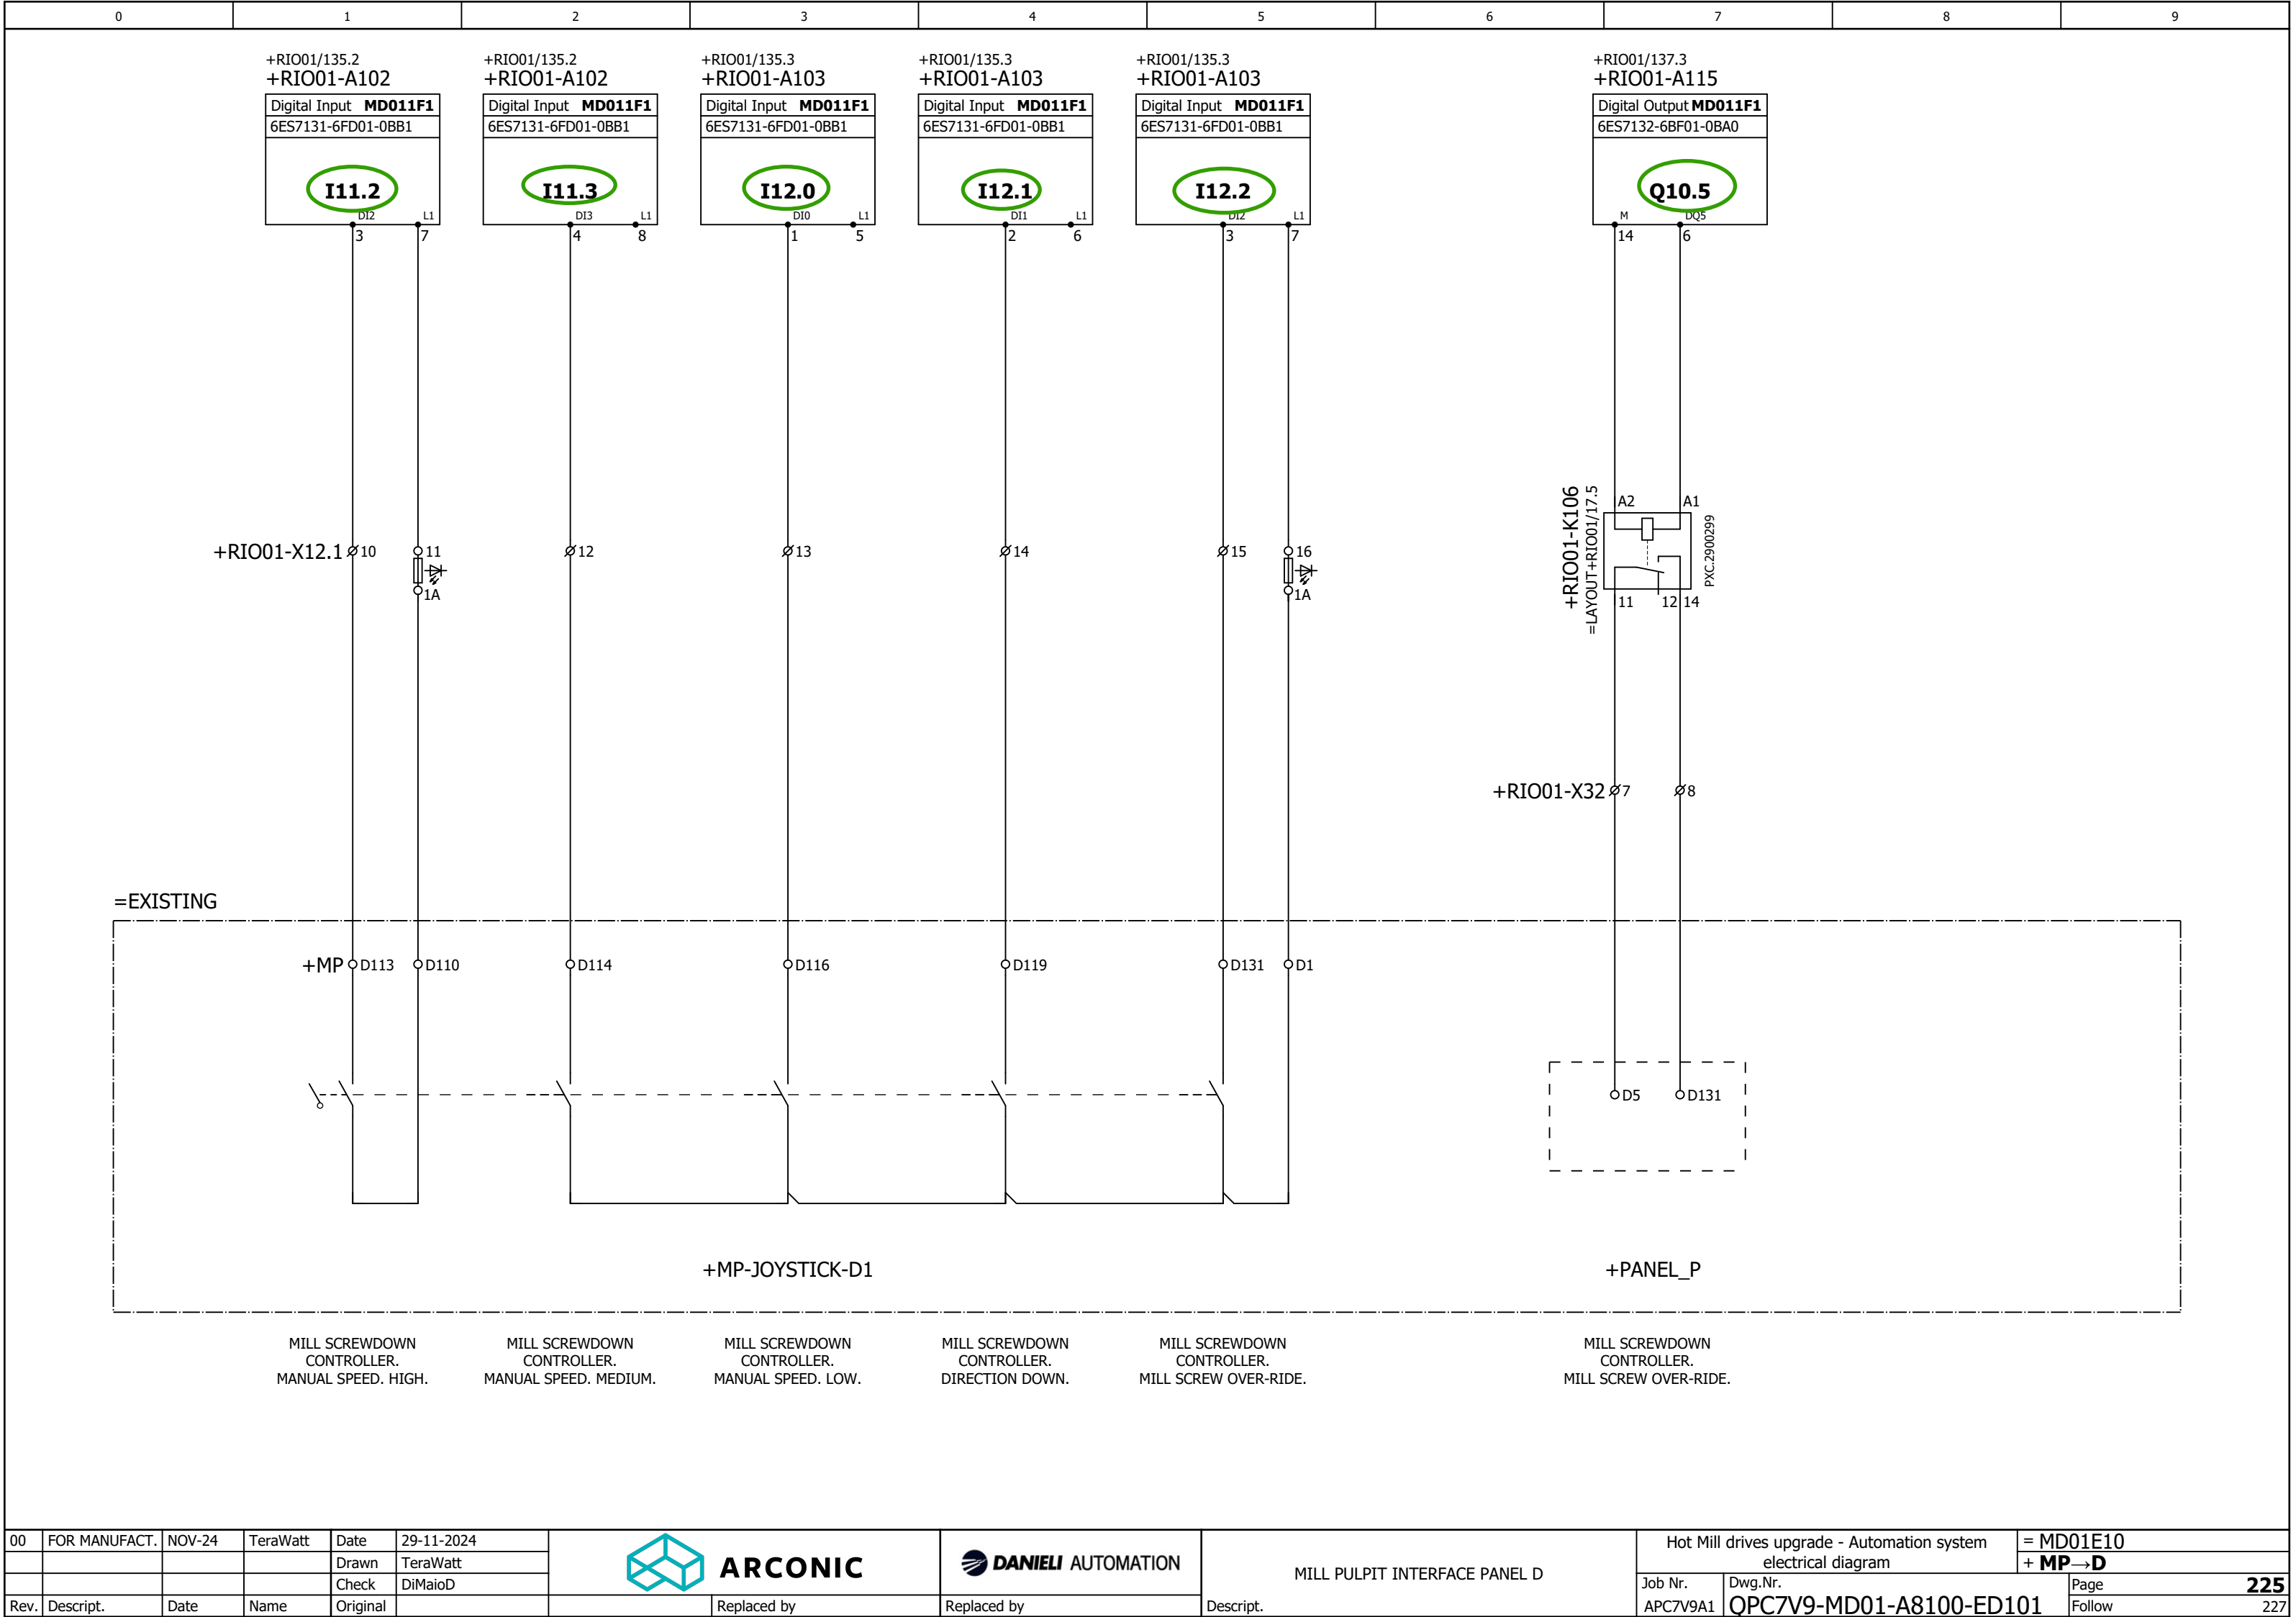 0 1 2 3 4 5 6 7 8 9
+RIO01/135.2 +RIO01/135.2 +RIO01/135.3 +RIO01/135.3 +RIO01/135.3 +RIO01/137.3
+RIO01-A102 +RIO01-A102 +RIO01-A103 +RIO01-A103 +RIO01-A103 +RIO01-A115
Digital Input MD011F1 Digital Input MD011F1 Digital Input MD011F1 Digital Input MD011F1 Digital Input MD011F1 Digital Output MD011F1
6ES7131-6FD01-0BB1 6ES7131-6FD01-0BB1 6ES7131-6FD01-0BB1 6ES7131-6FD01-0BB1 6ES7131-6FD01-0BB1 6ES7132-6BF01-0BA0
I11.2 I11.3 I12.0 I12.1 I12.2 Q10.5
DI2 L1 DI3 L1 DI0 L1 DI1 L1 DI2 L1 M DQ5
3 7 4 8 1 5 2 6 3 7 14 6
+RIO01-K106
=LAYOUT+RIO01/17.5
A2 A1
PXC.2900299
11 12 14
+RIO01-X12.1 10 11 12 13 14 15 16
1A 1A
+RIO01-X32 7 8
=EXISTING
+MP D113 D110 D114 D116 D119 D131 D1
D5 D131
+MP-JOYSTICK-D1 +PANEL_P
MILL SCREWDOWN MILL SCREWDOWN MILL SCREWDOWN MILL SCREWDOWN MILL SCREWDOWN MILL SCREWDOWN
CONTROLLER. CONTROLLER. CONTROLLER. CONTROLLER. CONTROLLER. CONTROLLER.
MANUAL SPEED. HIGH. MANUAL SPEED. MEDIUM. MANUAL SPEED. LOW. DIRECTION DOWN. MILL SCREW OVER-RIDE. MILL SCREW OVER-RIDE.
00 FOR MANUFACT. NOV-24 TeraWatt Date 29-11-2024
Drawn TeraWatt
Check DiMaioD
Rev. Descript. Date Name Original
ARCONIC
Replaced by
DANIELI AUTOMATION
Replaced by
MILL PULPIT INTERFACE PANEL D
Descript.
Hot Mill drives upgrade - Automation system
electrical diagram
= MD01E10
+ MP→D
Job Nr. Dwg.Nr. Page 225
APC7V9A1 QPC7V9-MD01-A8100-ED101 Follow 227